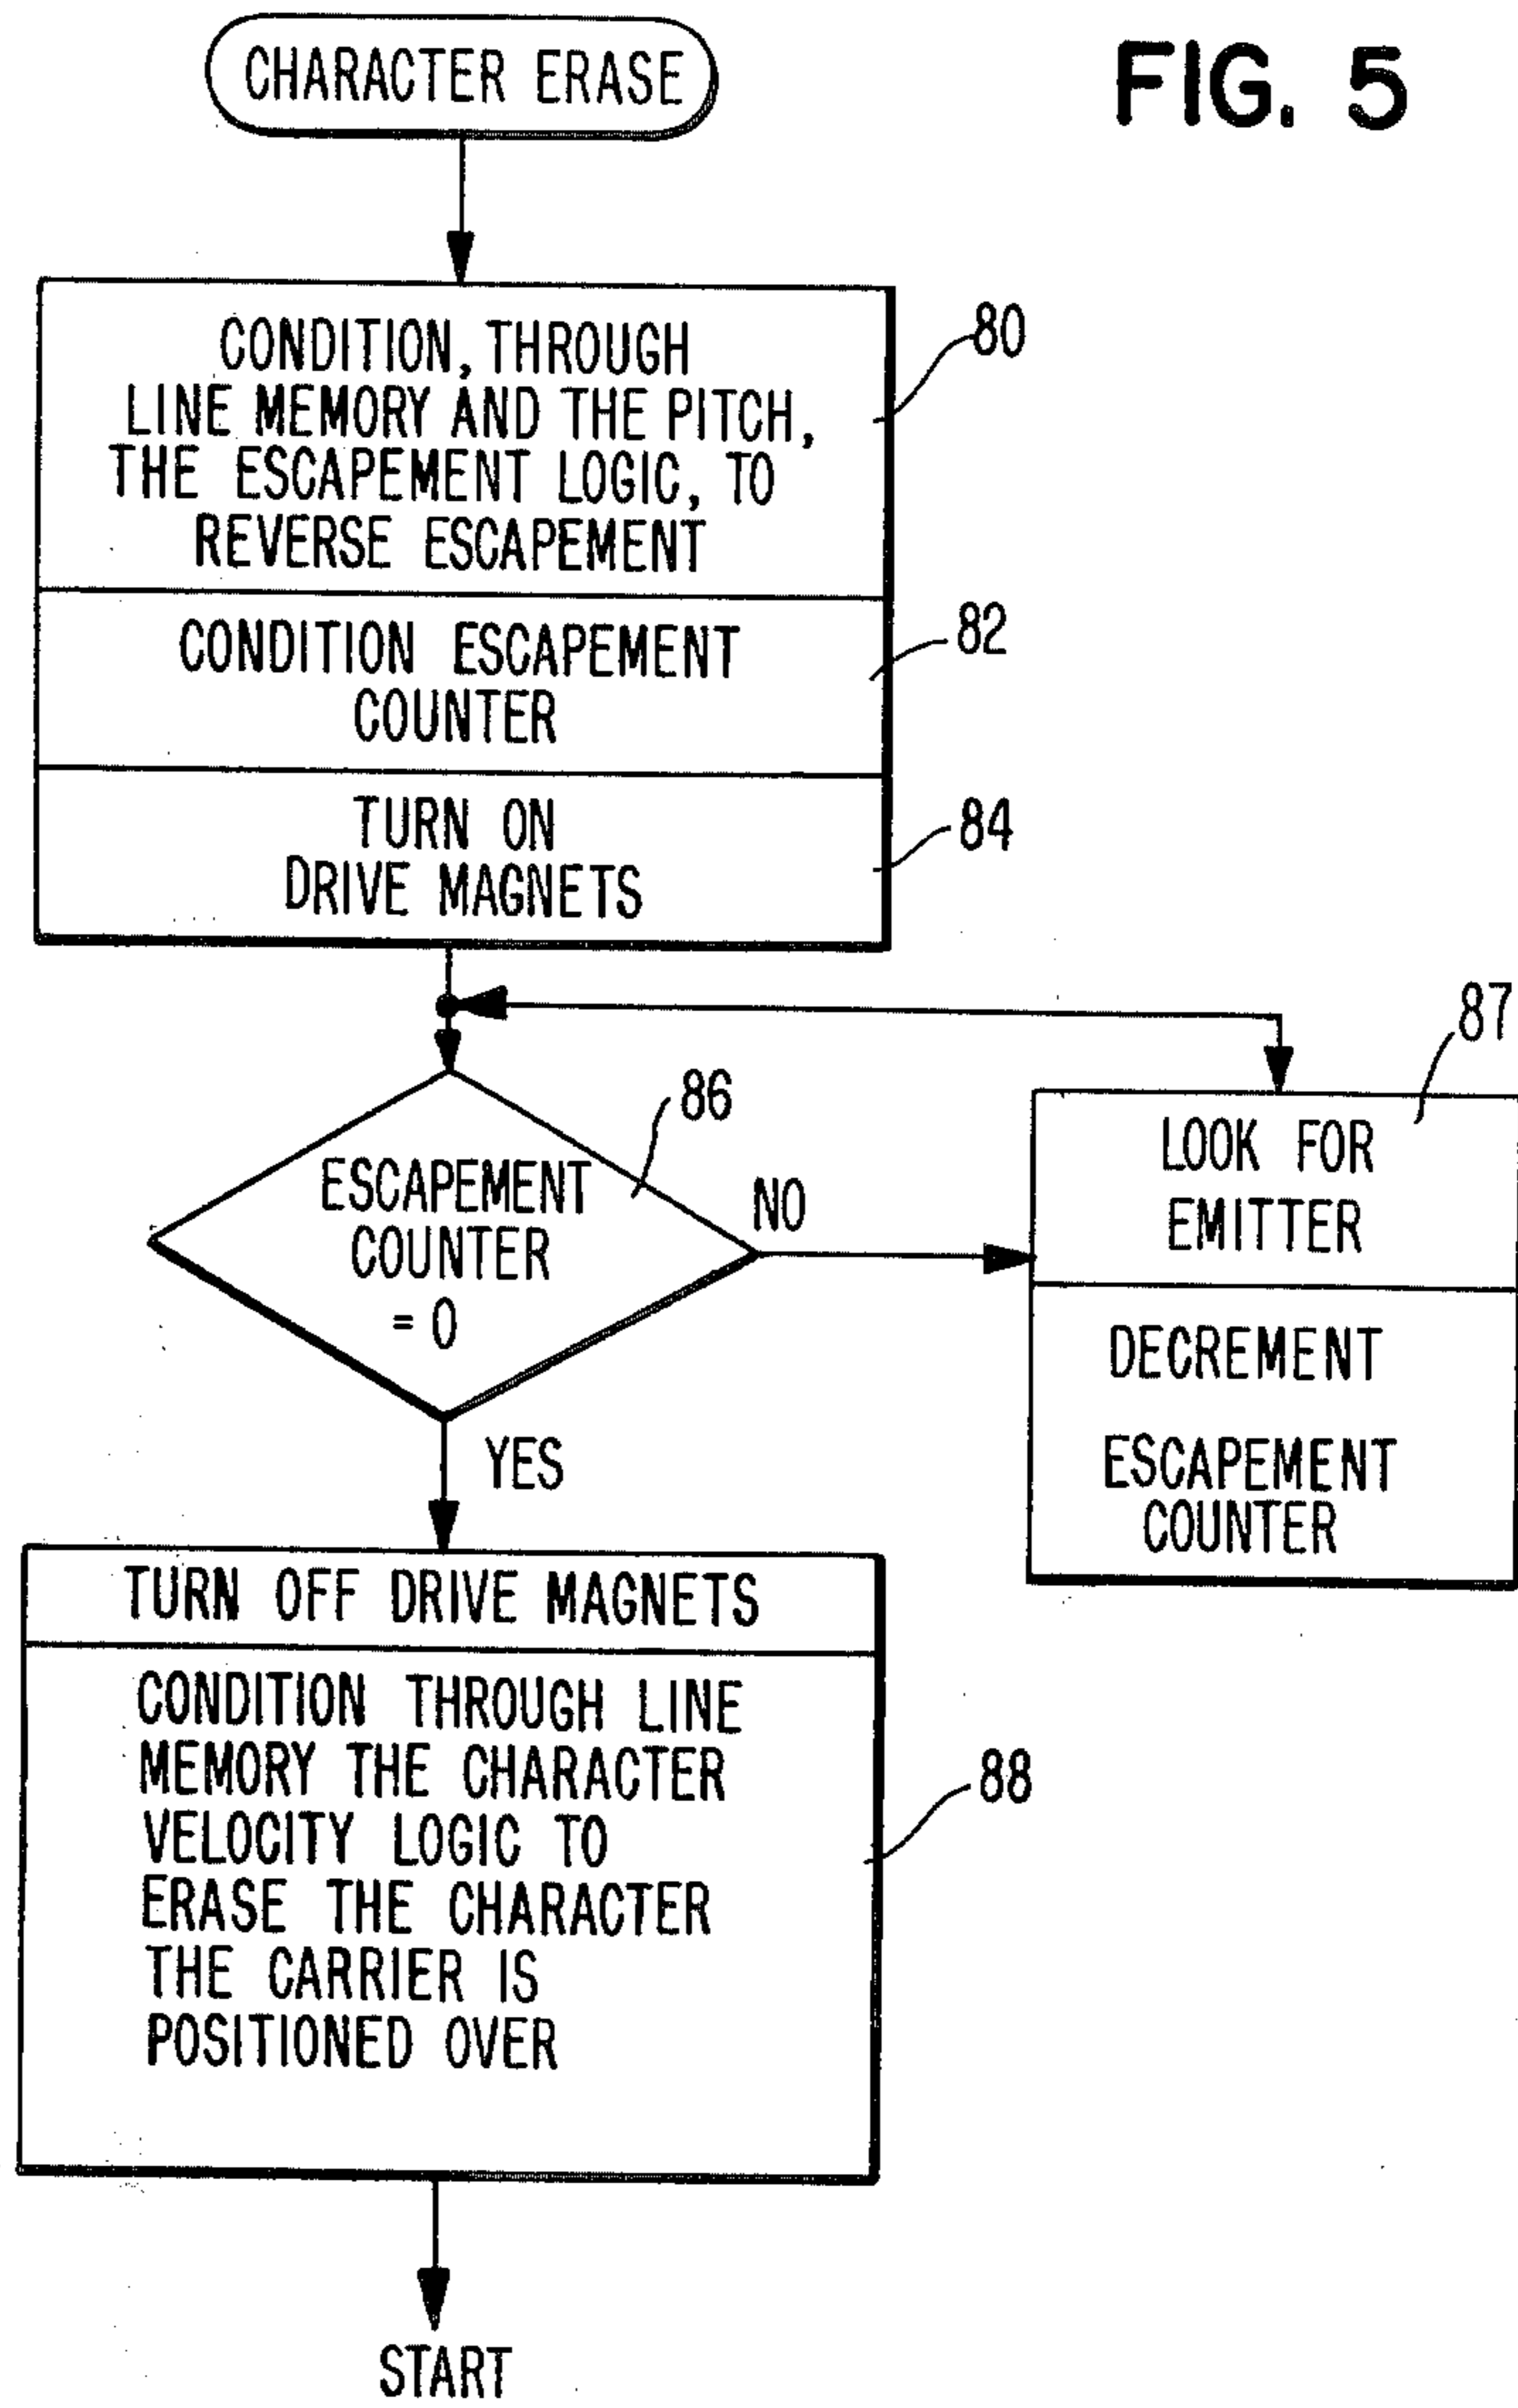 CHARACTER ERASE
FIG. 5
CONDITION, THROUGH
LINE MEMORY AND THE PITCH,
THE ESCAPEMENT LOGIC, TO
REVERSE ESCAPEMENT
80
CONDITION ESCAPEMENT
COUNTER
82
TURN ON
DRIVE MAGNETS
84
ESCAPEMENT
COUNTER
= 0
86
NO
87
LOOK FOR
EMITTER
DECREMENT
ESCAPEMENT
COUNTER
YES
TURN OFF DRIVE MAGNETS
CONDITION THROUGH LINE
MEMORY THE CHARACTER
VELOCITY LOGIC TO
ERASE THE CHARACTER
THE CARRIER IS
POSITIONED OVER
88
START